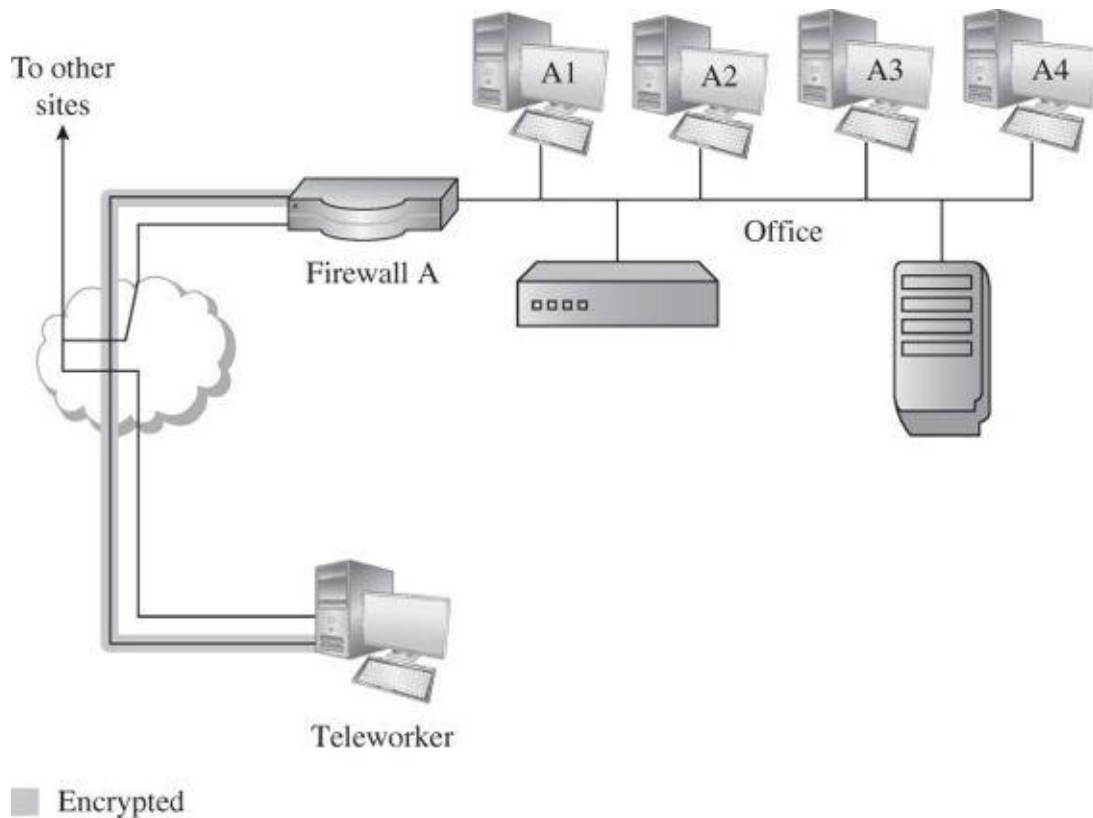 To other
sites
A1
A2
A3
A4
Office
Firewall A
Teleworker
Encrypted